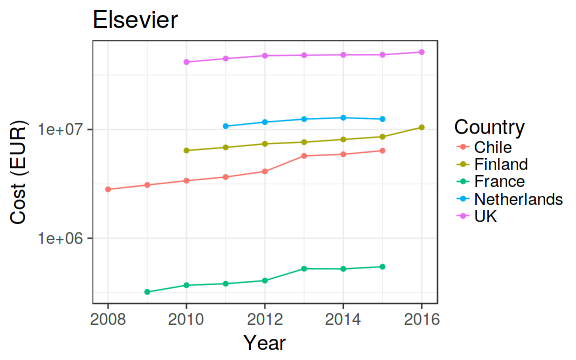 Elsevier
Cost (EUR)
1e+07
1e+06
2008 2010 2012 2014 2016
Year
Country
Chile
Finland
France
Netherlands
UK